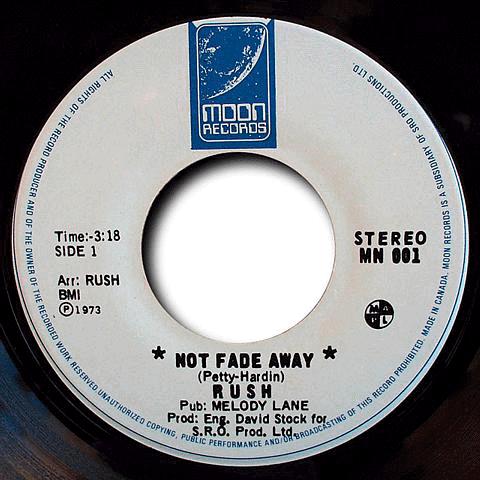 MOON
RECORDS
Time:-3:18
SIDE 1
Arr: RUSH
BMI
Ⓟ 1973
STEREO
MN 001
M A
P L
* NOT FADE AWAY *
(Petty-Hardin)
RUSH
Pub: MELODY LANE
Prod: Eng. David Stock for
S.R.O. Prod. Ltd.
ALL RIGHTS OF THE RECORD PRODUCER AND OF THE OWNER OF THE RECORDED WORK RESERVED UNAUTHORIZED COPYING, PUBLIC PERFORMANCE AND/OR BROADCASTING OF THIS RECORD PROHIBITED. MADE IN CANADA. MOON RECORDS IS A SUBSIDIARY OF SRO PRODUCTIONS LTD.